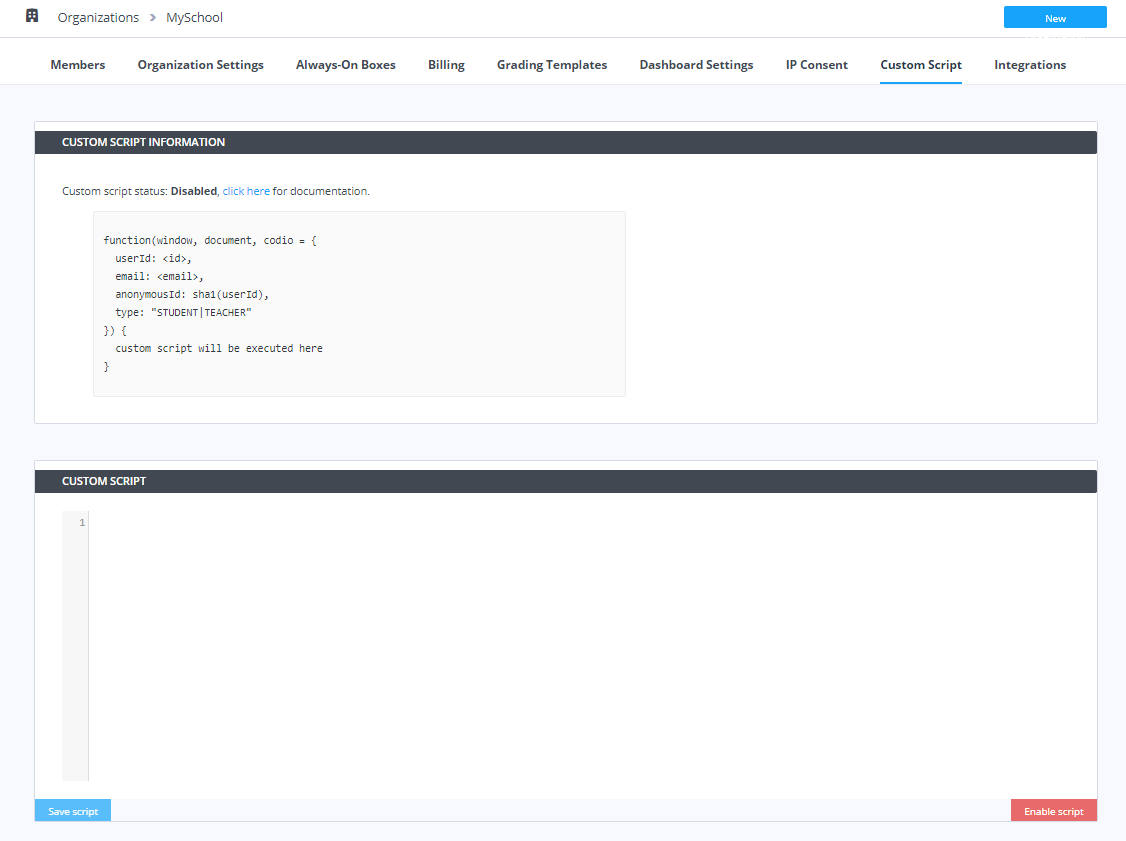 Organizations > MySchool
New
Members Organization Settings Always-On Boxes Billing Grading Templates Dashboard Settings IP Consent Custom Script Integrations
CUSTOM SCRIPT INFORMATION
Custom script status: Disabled, click here for documentation.
function(window, document, codio = {
userId: <id>,
email: <email>,
anonymousId: sha1(userId),
type: "STUDENT|TEACHER"
}) {
custom script will be executed here
}
CUSTOM SCRIPT
1
Save script
Enable script